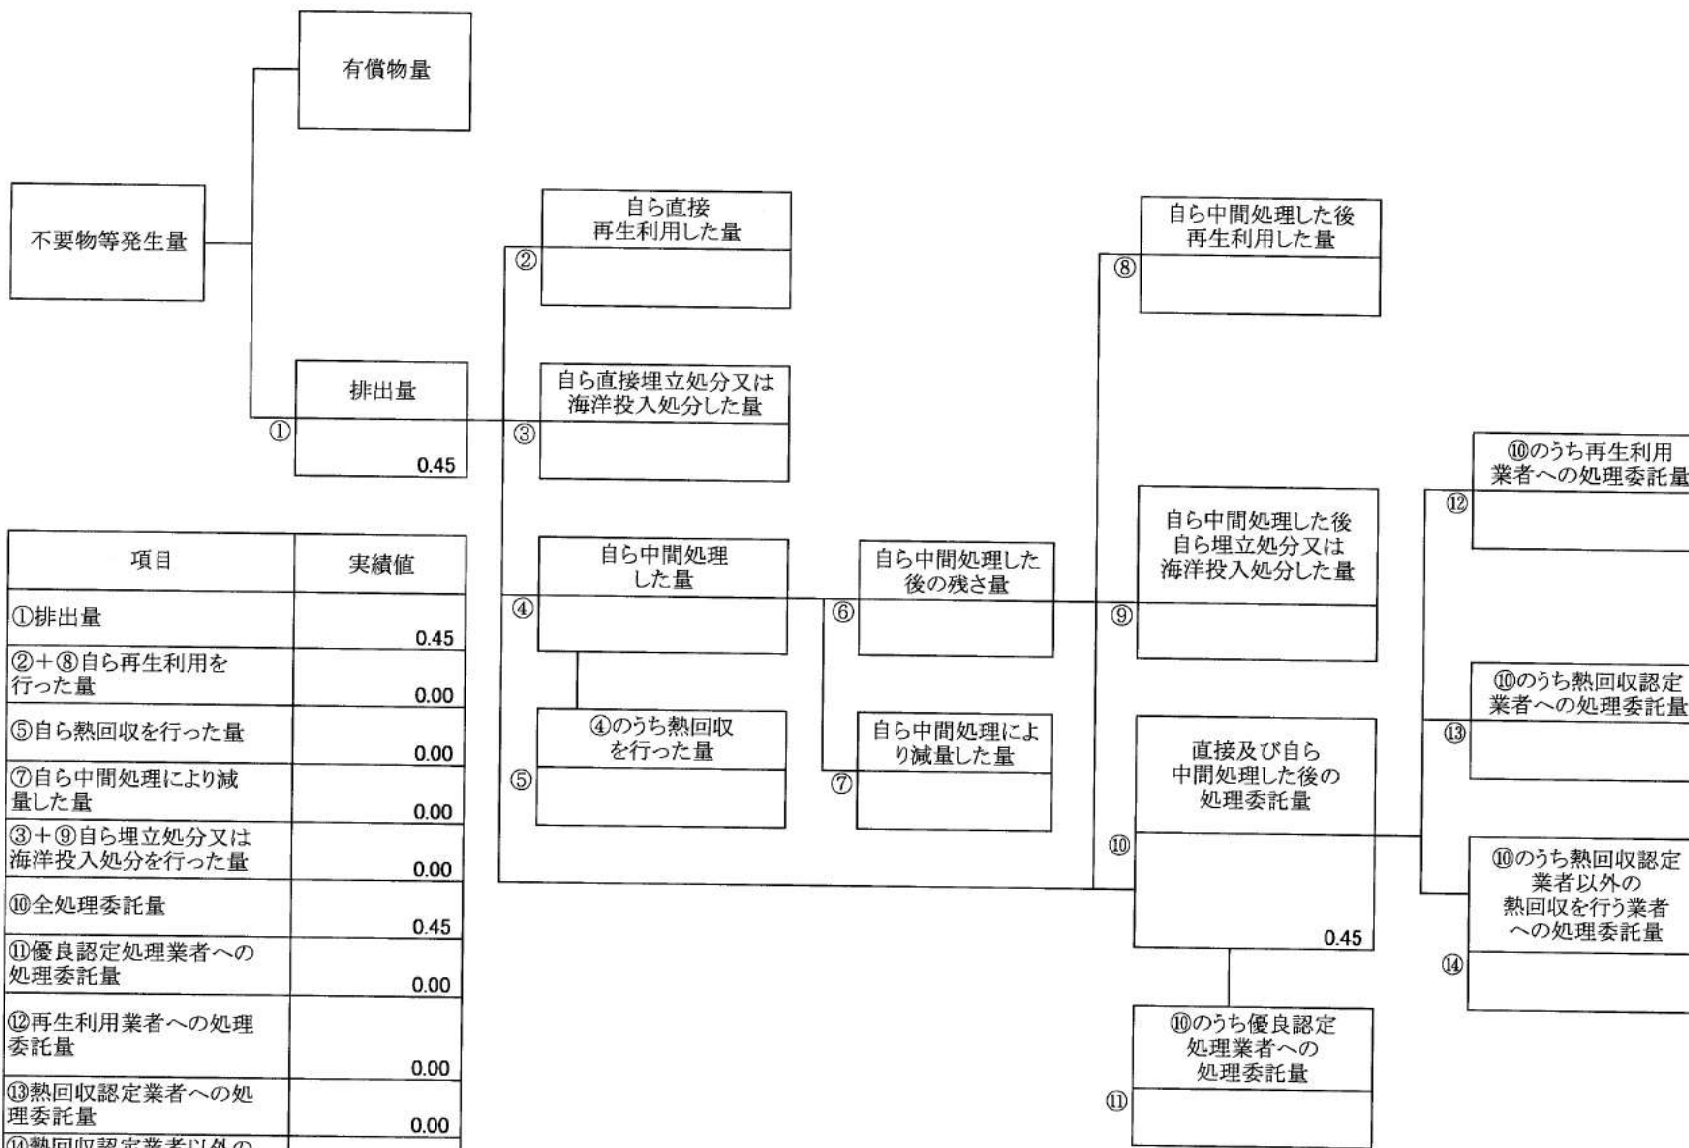 有償物量
不要物等発生量
自ら直接
再生利用した量
②
自ら中間処理した後
再生利用した量
⑧
排出量
①
0.45
自ら直接埋立処分又は
海洋投入処分した量
③
⑩のうち再生利用
業者への処理委託量
⑫
自ら中間処理
した量
④
自ら中間処理した
後の残さ量
⑥
自ら中間処理した後
自ら埋立処分又は
海洋投入処分した量
⑨
⑩のうち熱回収認定
業者への処理委託量
⑬
④のうち熱回収
を行った量
⑤
自ら中間処理によ
り減量した量
⑦
直接及び自ら
中間処理した後の
処理委託量
⑩
0.45
⑩のうち熱回収認定
業者以外の
熱回収を行う業者
への処理委託量
⑭
⑩のうち優良認定
処理業者への
処理委託量
⑪
項目 実績値
①排出量
0.45
②+⑧自ら再生利用を
行った量
0.00
⑤自ら熱回収を行った量
0.00
⑦自ら中間処理により減
量した量
0.00
③+⑨自ら埋立処分又は
海洋投入処分を行った量
0.00
⑩全処理委託量
0.45
⑪優良認定処理業者への
処理委託量
0.00
⑫再生利用業者への処理
委託量
0.00
⑬熱回収認定業者への処
理委託量
0.00
⑭熱回収認定業者以外の